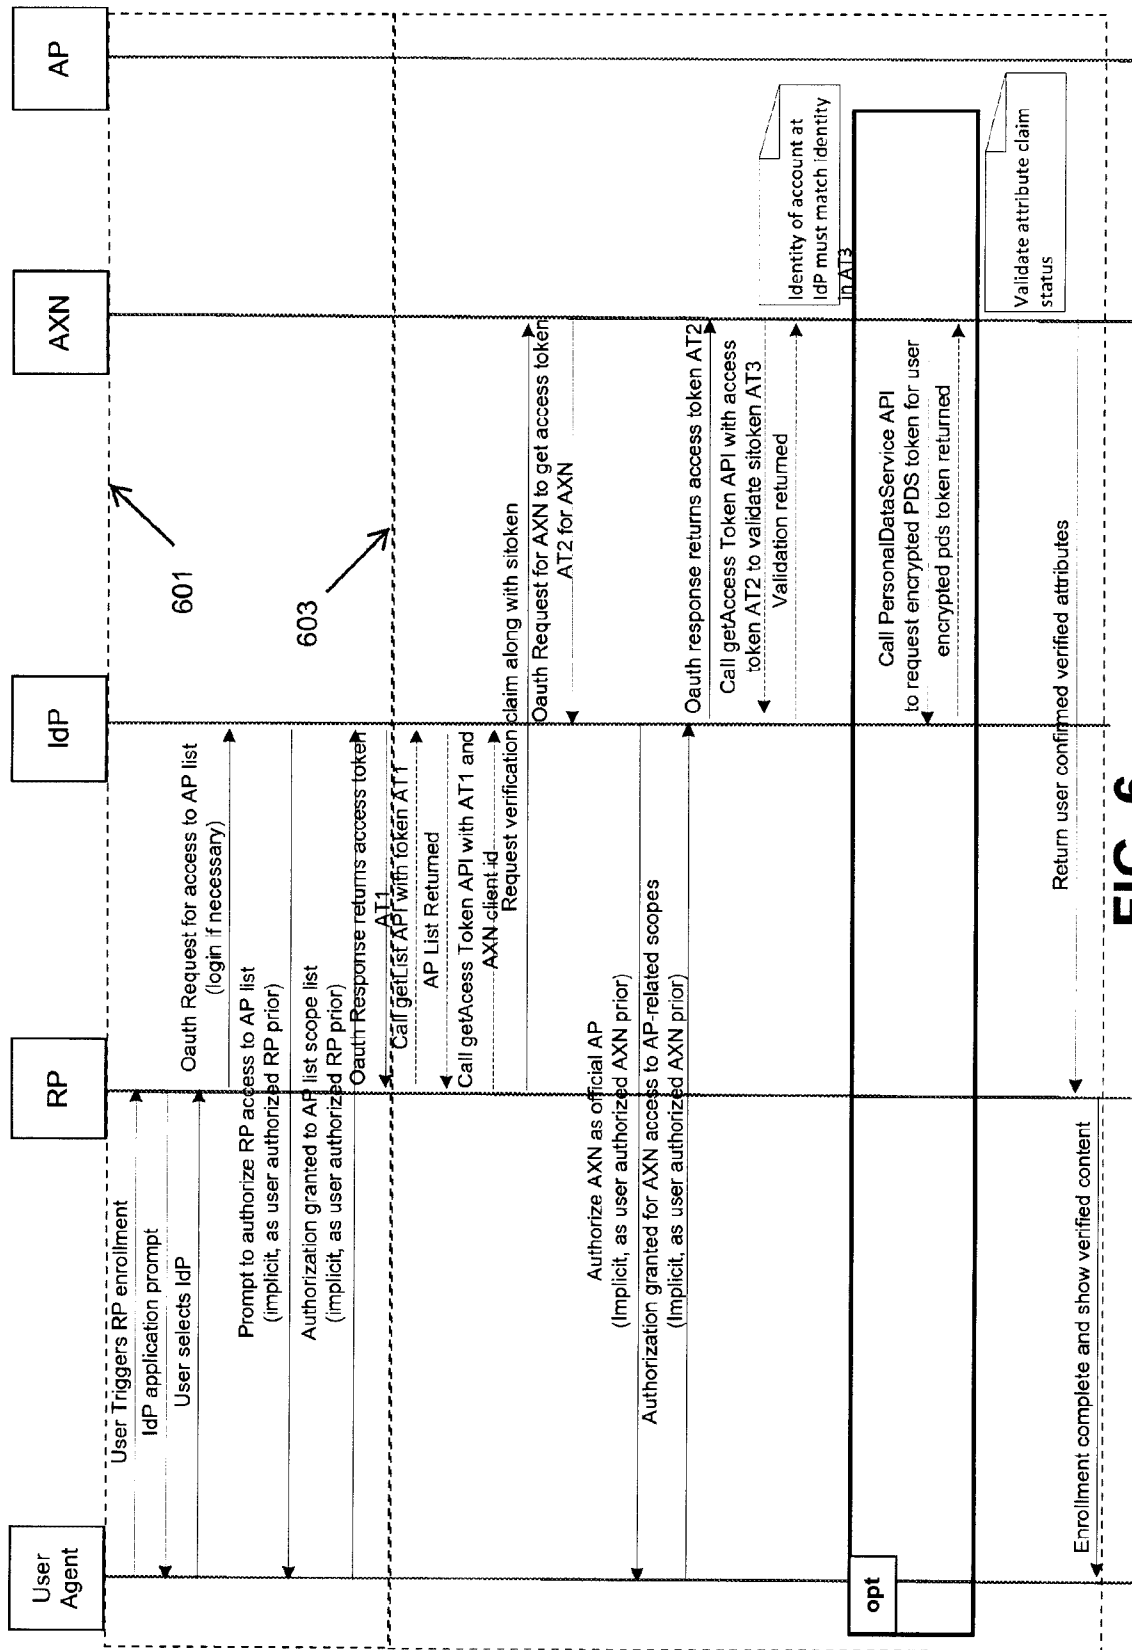 User
Agent
RP
IdP
AXN
AP
601
User Triggers RP enrollment
IdP application prompt
User selects IdP
Oauth Request for access to AP list
(login if necessary)
Prompt to authorize RP access to AP list
(implicit, as user authorized RP prior)
Authorization granted to AP list scope list
(implicit, as user authorized RP prior)
Oauth Response returns access token
AT1
603
Call getList API with token AT1
AP List Returned
Call getAcess Token API with AT1 and
AXN client id
Request verification claim along with sitoken
Oauth Request for AXN to get access token
AT2 for AXN
Authorize AXN as official AP
(Implicit, as user authorized AXN prior)
Authorization granted for AXN access to AP-related scopes
(Implicit, as user authorized AXN prior)
Oauth response returns access token AT2
Call getAccess Token API with access
token AT2 to validate sitoken AT3
Validation returned
Identity of account at
IdP must match identity
in AT3
opt
Call PersonalDataService API
to request encrypted PDS token for user
encrypted pds token returned
Validate attribute claim
status
Return user confirmed verified attributes
Enrollment complete and show verified content
FIG. 6